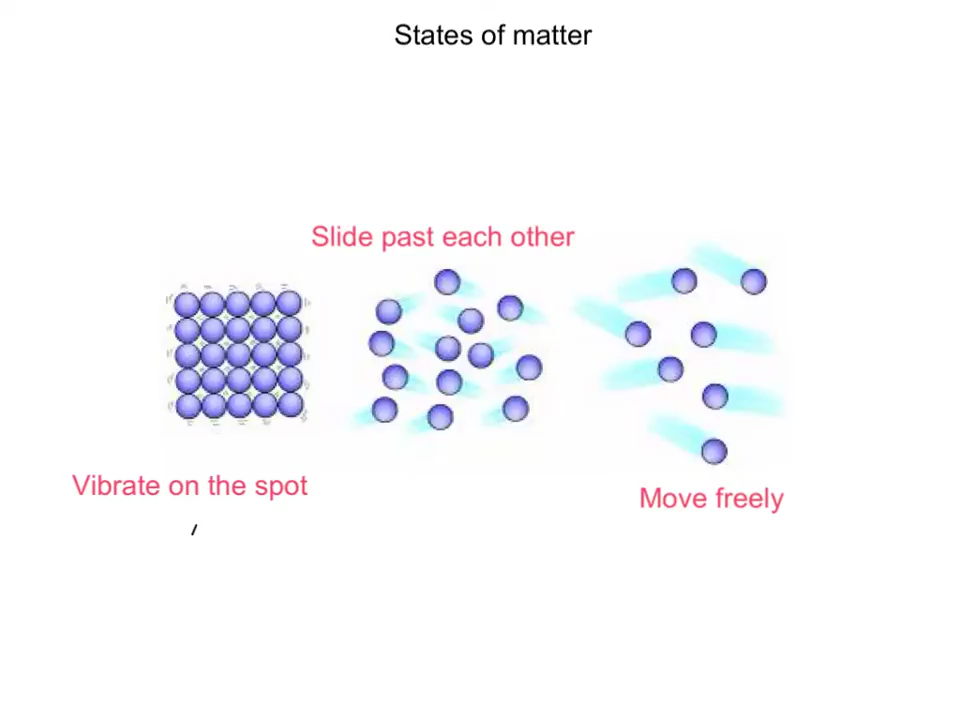 States of matter
Slide past each other
Vibrate on the spot
Move freely